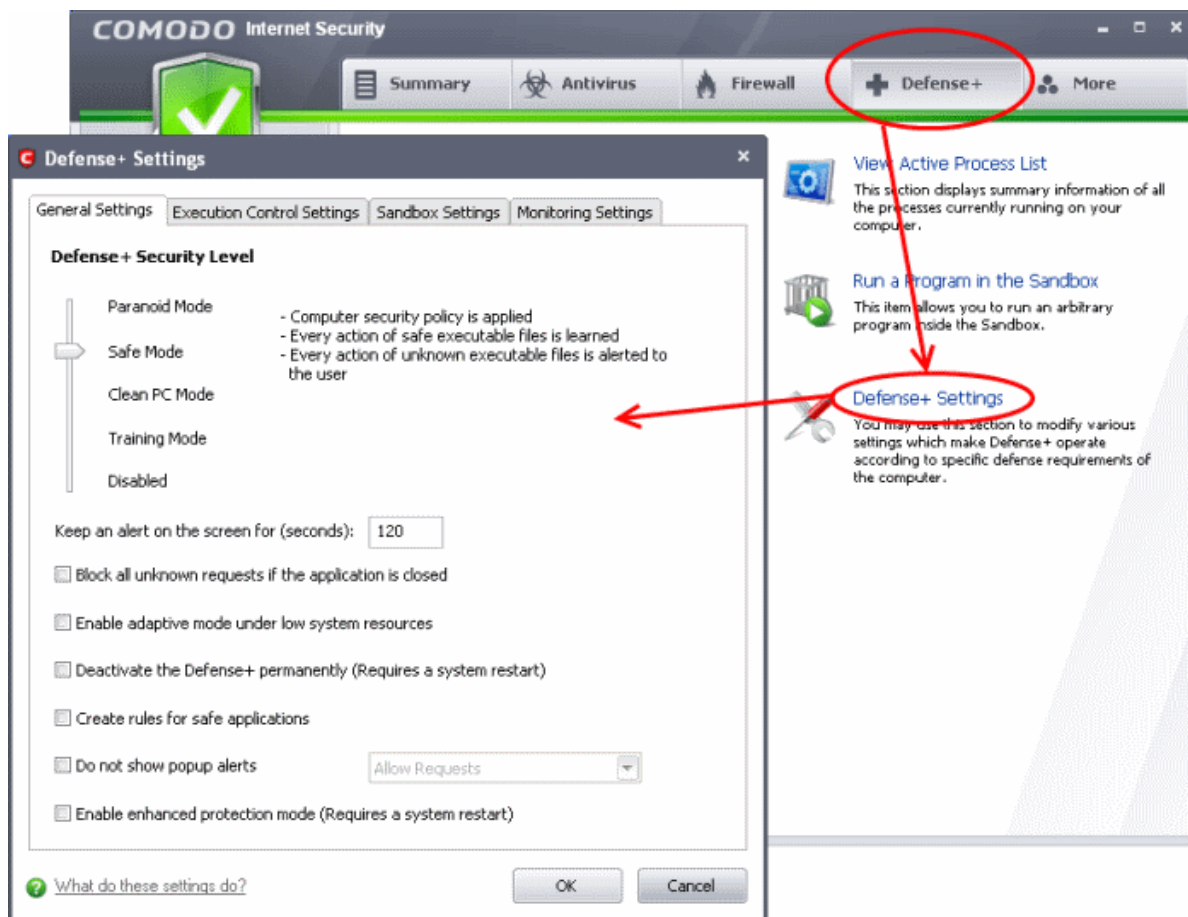 COMODO Internet Security
Summary
Antivirus
Firewall
Defense+
More
Defense+ Settings
General Settings
Execution Control Settings
Sandbox Settings
Monitoring Settings
Defense+ Security Level
Paranoid Mode
Safe Mode
Clean PC Mode
Training Mode
Disabled
- Computer security policy is applied
- Every action of safe executable files is learned
- Every action of unknown executable files is alerted to
the user
Keep an alert on the screen for (seconds): 120
Block all unknown requests if the application is closed
Enable adaptive mode under low system resources
Deactivate the Defense+ permanently (Requires a system restart)
Create rules for safe applications
Do not show popup alerts
Allow Requests
Enable enhanced protection mode (Requires a system restart)
What do these settings do?
OK
Cancel
View Active Process List
This section displays summary information of all
the processes currently running on your
computer.
Run a Program in the Sandbox
This item allows you to run an arbitrary
program inside the Sandbox.
Defense+ Settings
You may use this section to modify various
settings which make Defense+ operate
according to specific defense requirements of
the computer.